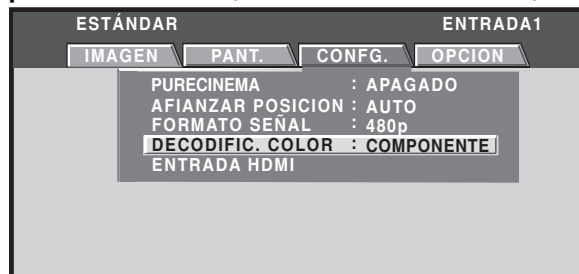 ESTÁNDAR ENTRADA1
IMAGEN PANT. CONFG. OPCION
PURECINEMA : APAGADO
AFIANZAR POSICION : AUTO
FORMATO SEÑAL : 480p
DECODIFIC. COLOR : COMPONENTE
ENTRADA HDMI